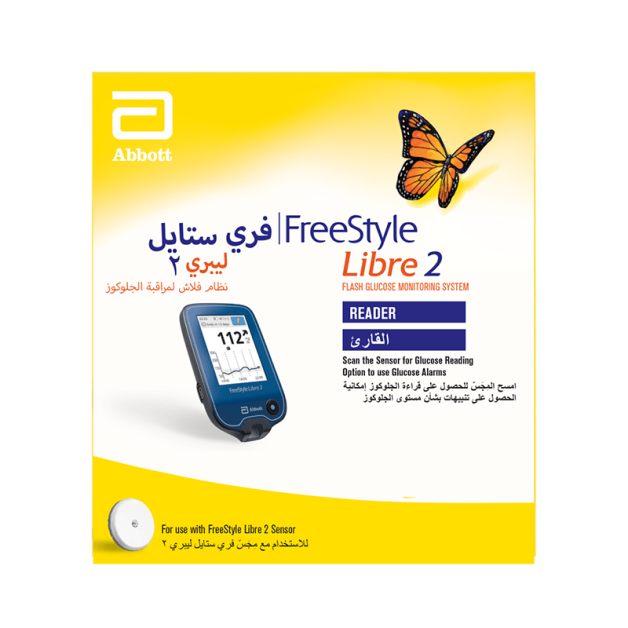 Abbott
فري ستايل | FreeStyle
ليبري ٢
Libre 2
نظام فلاش لمراقبة الجلوكوز
FLASH GLUCOSE MONITORING SYSTEM
READER
القارئ
Scan the Sensor for Glucose Reading
Option to use Glucose Alarms
امسح المجَسّ للحصول على قراءة الجلوكوز إمكانية
الحصول على تنبيهات بشأن مستوى الجلوكوز
112
FreeStyle Libre 2
Abbott
For use with FreeStyle Libre 2 Sensor
للاستخدام مع مجَسّ فري ستايل ليبري ٢